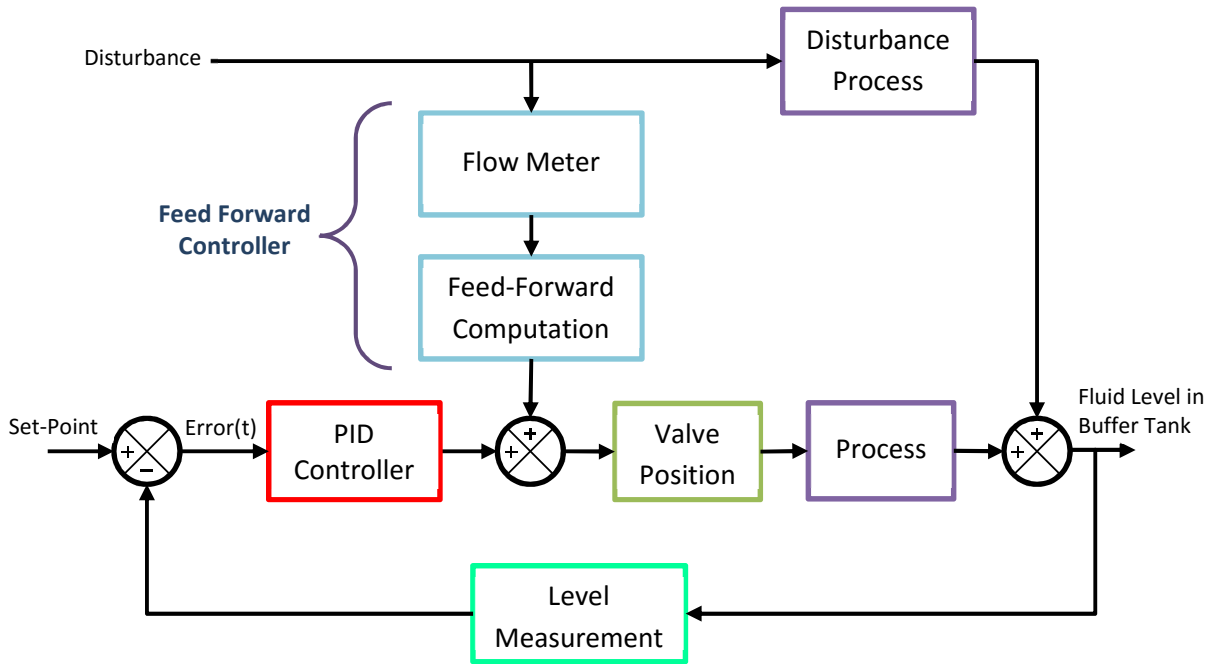 Disturbance
Disturbance
Process
Flow Meter
Feed Forward
Controller
Feed-Forward
Computation
Set-Point
+
−
Error(t)
PID
Controller
+
+
Valve
Position
Process
+
+
Fluid Level in
Buffer Tank
Level
Measurement